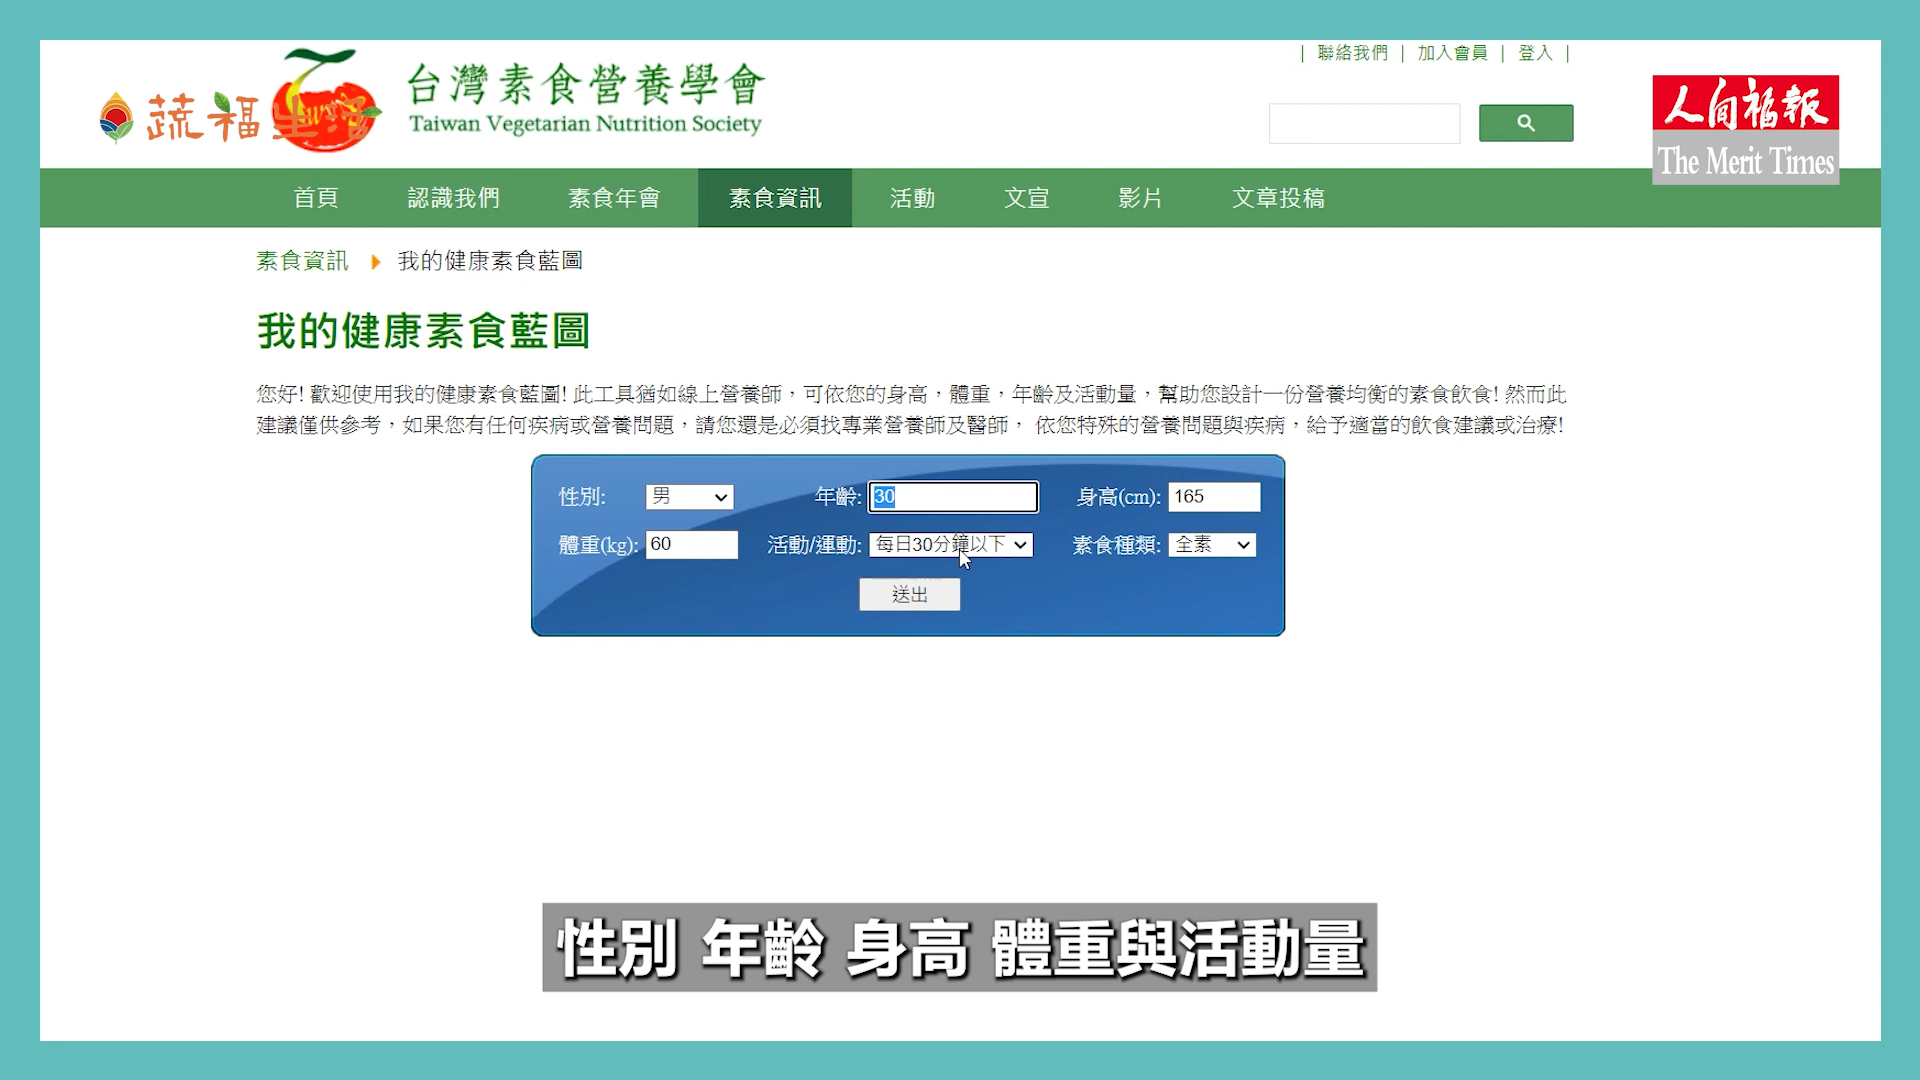 聯絡我們 | 加入會員 | 登入
蔬福生活
台灣素食營養學會
Taiwan Vegetarian Nutrition Society
人间福報
The Merit Times
首頁 認識我們 素食年會 素食資訊 活動 文宣 影片 文章投稿
素食資訊 我的健康素食藍圖
我的健康素食藍圖
您好! 歡迎使用我的健康素食藍圖! 此工具猶如線上營養師，可依您的身高，體重，年齡及活動量，幫助您設計一份營養均衡的素食飲食! 然而此
建議僅供參考，如果您有任何疾病或營養問題，請您還是必須找專業營養師及醫師， 依您特殊的營養問題與疾病，給予適當的飲食建議或治療!
性別: 男 年齡: 30 身高(cm): 165
體重(kg): 60 活動/運動: 每日30分鐘以下 素食種類: 全素
送出
性別 年齡 身高 體重與活動量